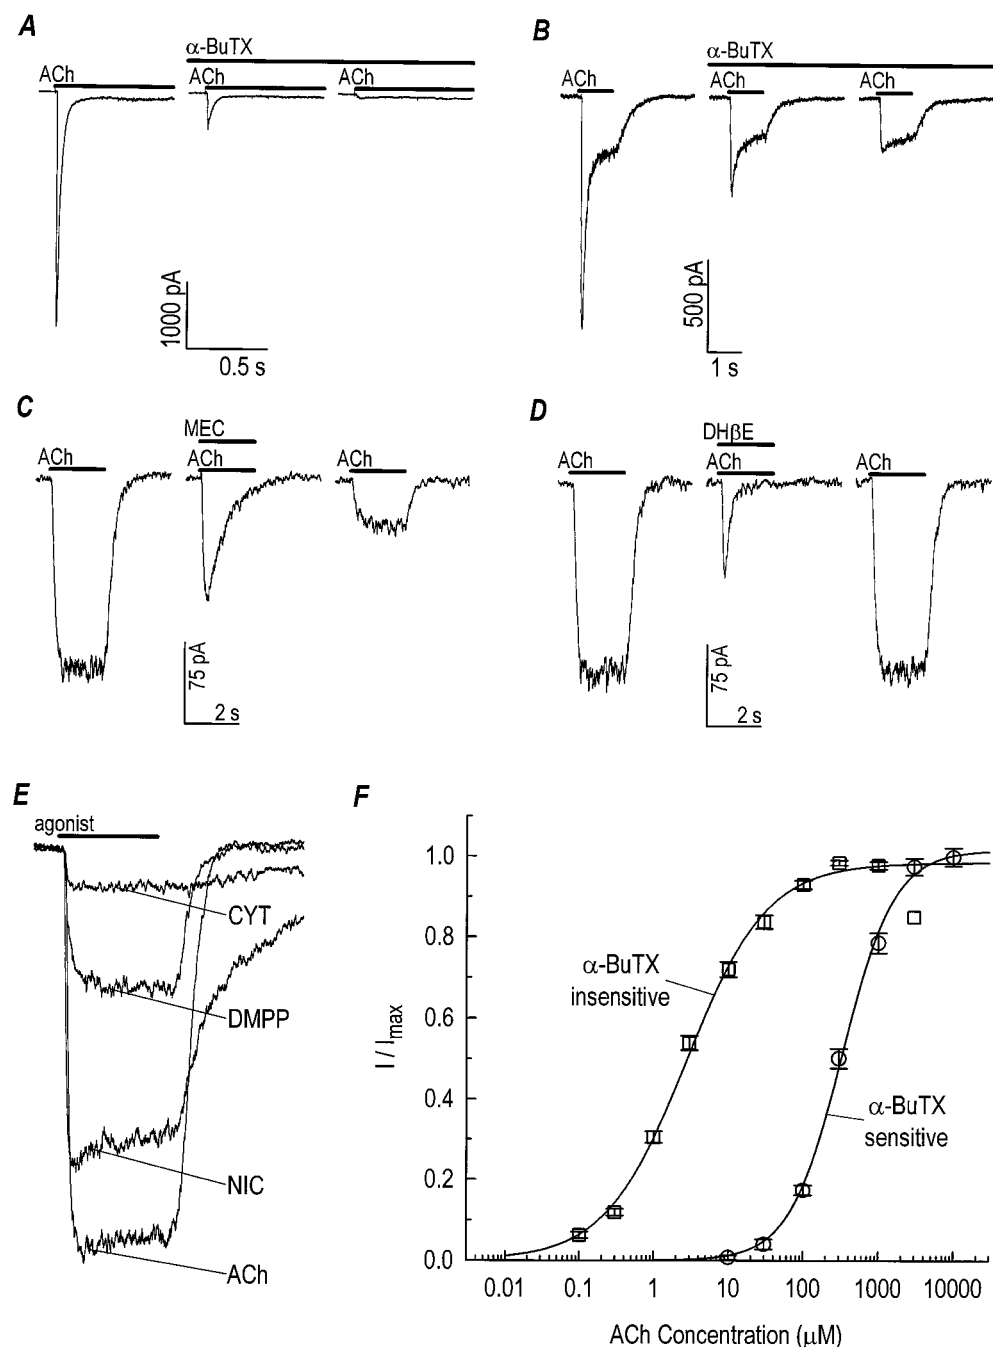 A
α-BuTX
ACh
ACh
ACh
1000 pA
0.5 s
B
α-BuTX
ACh
ACh
ACh
500 pA
1 s
C
MEC
ACh
ACh
ACh
75 pA
2 s
D
DHβE
ACh
ACh
ACh
75 pA
2 s
E
agonist
CYT
DMPP
NIC
ACh
F
1.0
0.8
0.6
0.4
0.2
0.0
I / Imax
α-BuTX
insensitive
α-BuTX
sensitive
0.01 0.1 1 10 100 1000 10000
ACh Concentration (μM)